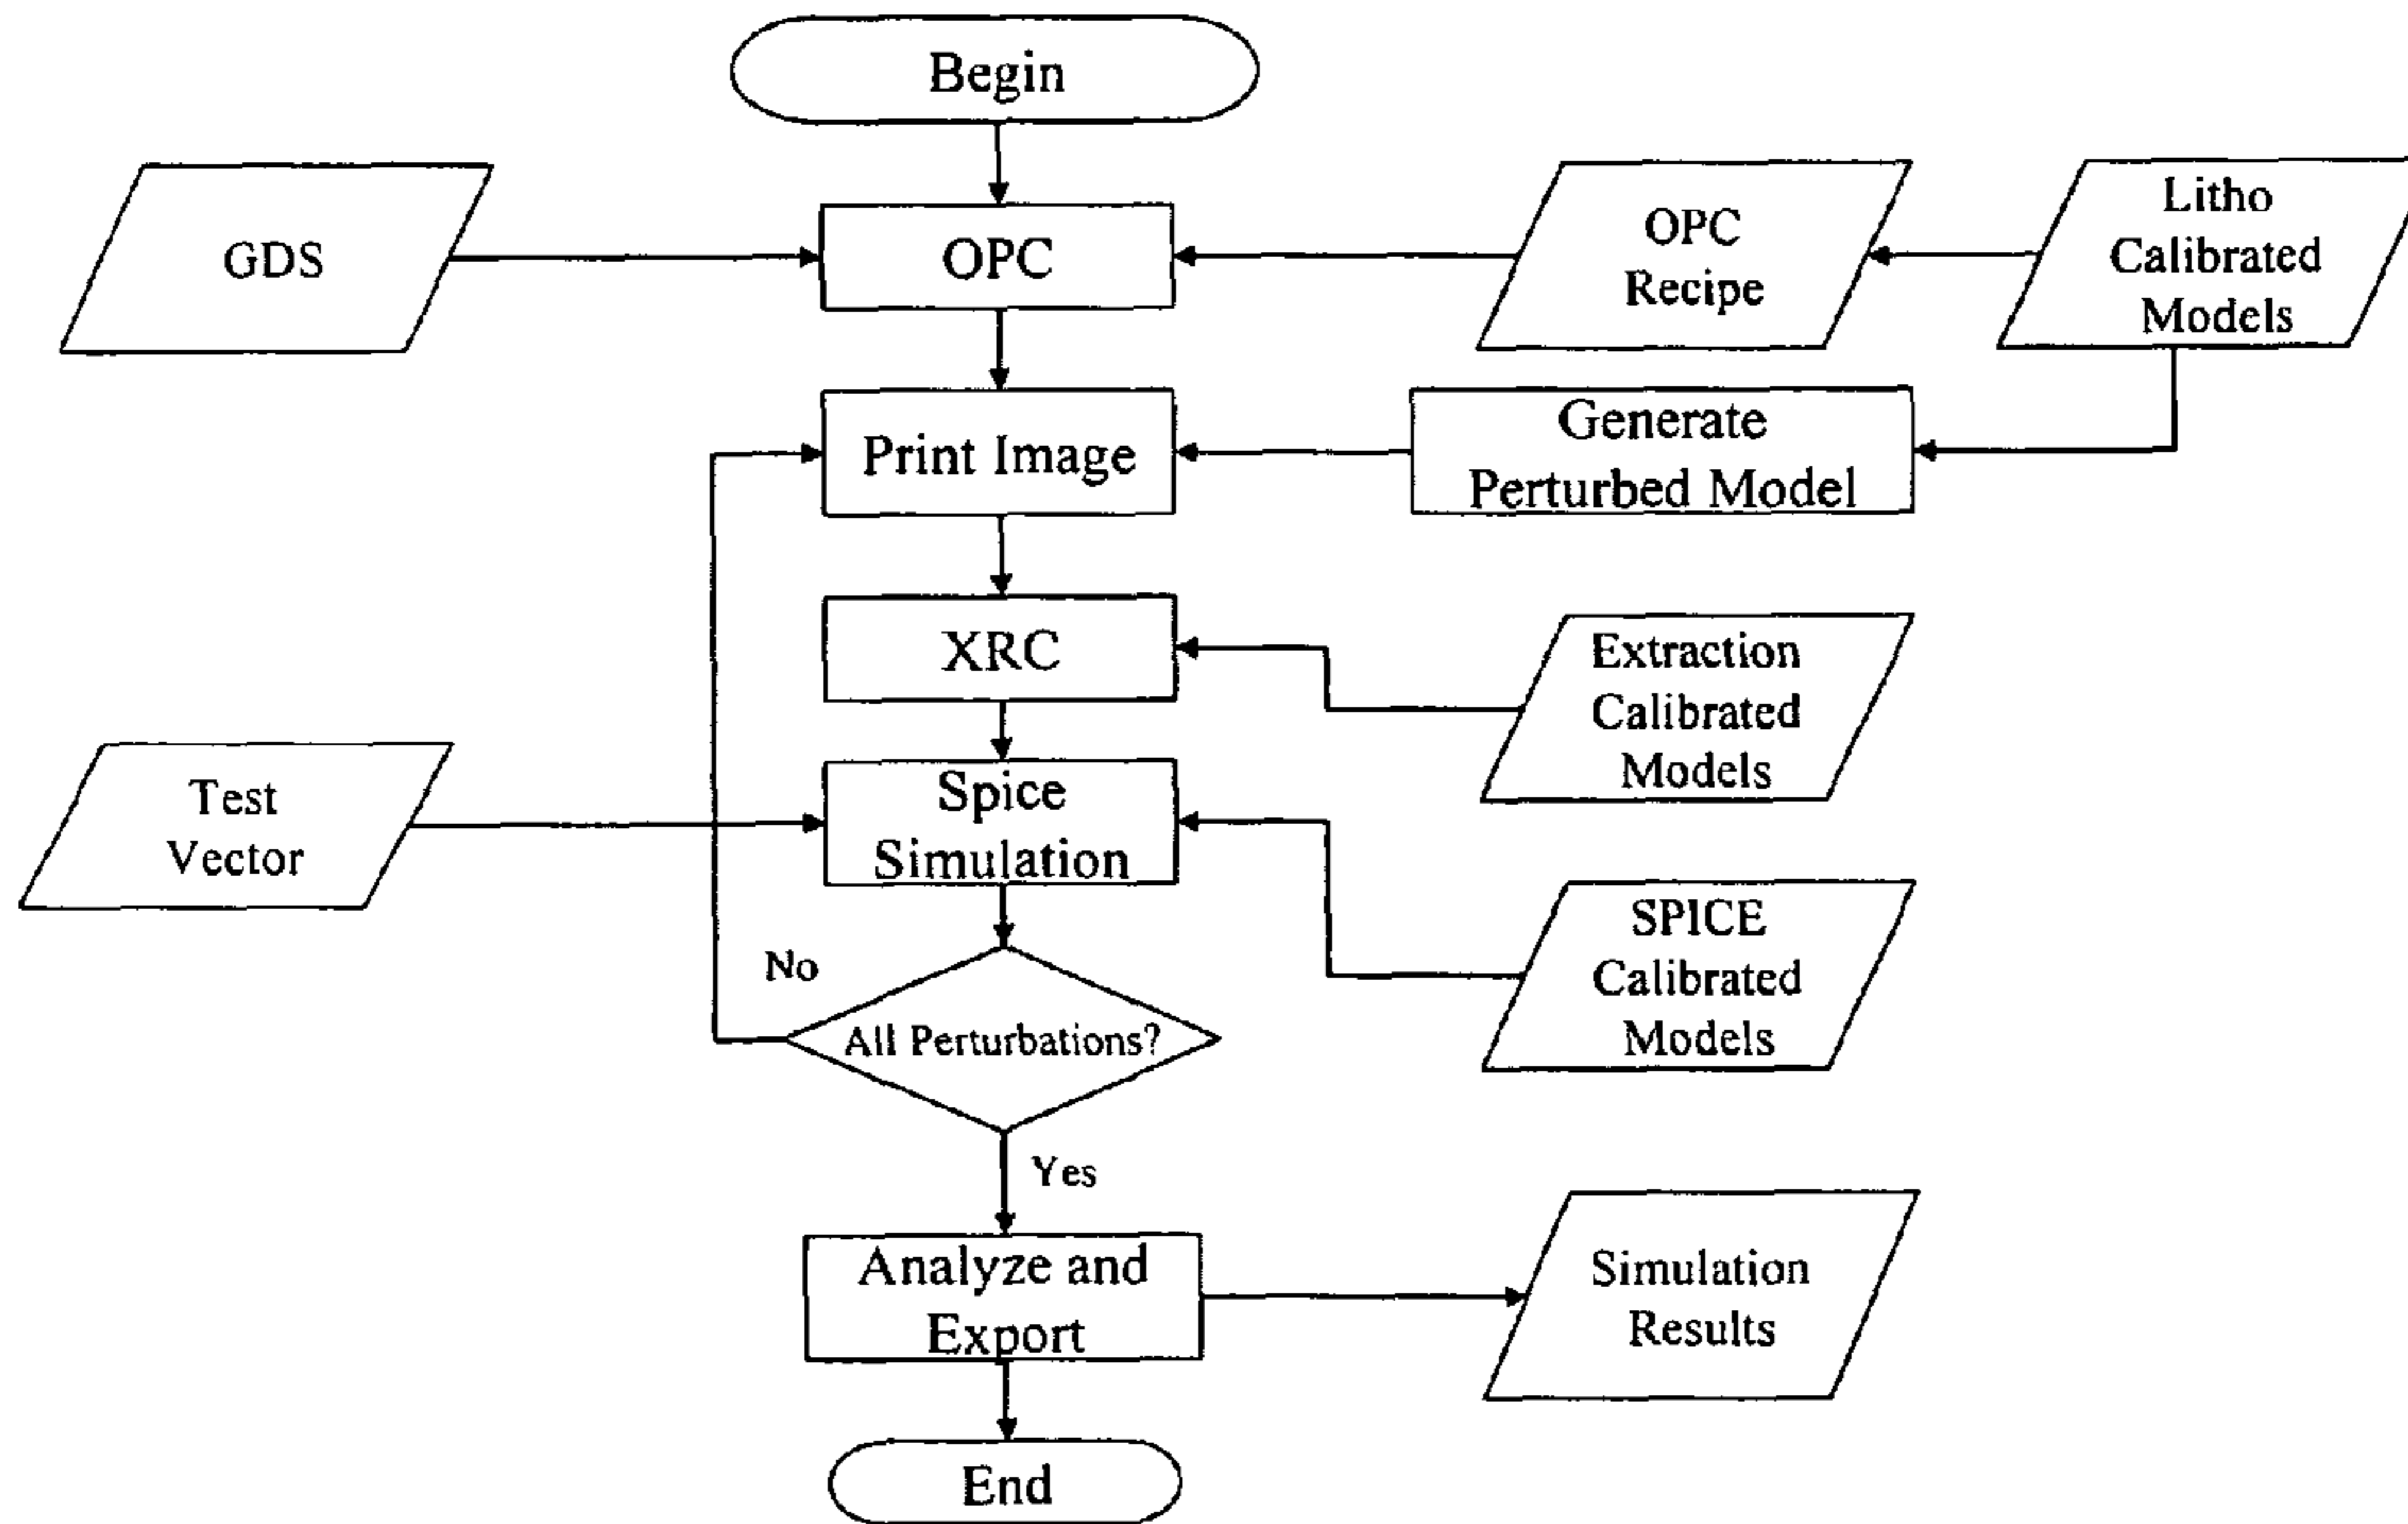 Begin
GDS
OPC
OPC
Recipe
Litho
Calibrated
Models
Print Image
Generate
Perturbed Model
XRC
Extraction
Calibrated
Models
Test
Vector
Spice
Simulation
SPICE
Calibrated
Models
No
All Perturbations?
Yes
Analyze and
Export
Simulation
Results
End